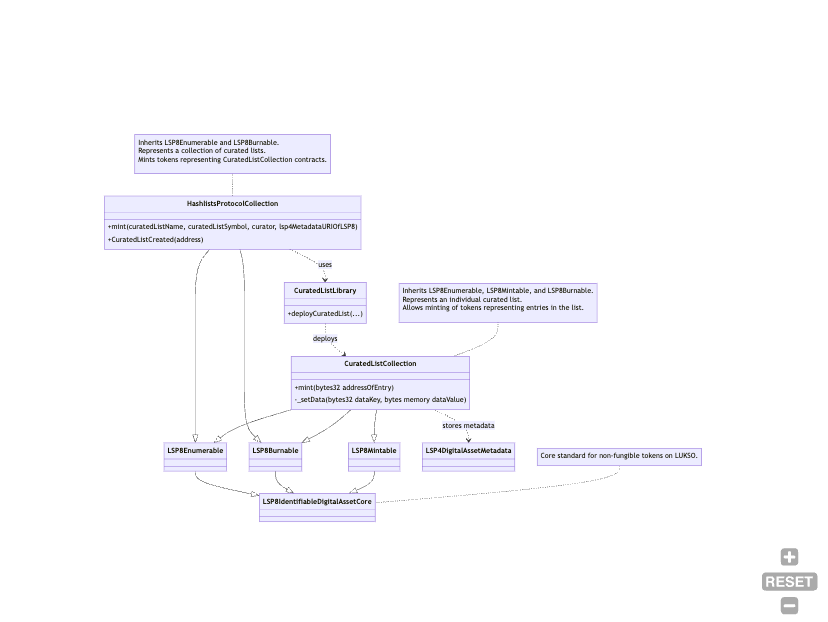 Inherits LSP8Enumerable and LSP8Burnable.
Represents a collection of curated lists.
Mints tokens representing CuratedListCollection contracts.
HashlistsProtocolCollection
+mint(curatedListName, curatedListSymbol, curator, lsp4MetadataURIOfLSP8)
+CuratedListCreated(address)
uses
CuratedListLibrary
+deployCuratedList(...)
Inherits LSP8Enumerable, LSP8Mintable, and LSP8Burnable.
Represents an individual curated list.
Allows minting of tokens representing entries in the list.
deploys
CuratedListCollection
+mint(bytes32 addressOfEntry)
-_setData(bytes32 dataKey, bytes memory dataValue)
stores metadata
LSP8Enumerable
LSP8Burnable
LSP8Mintable
LSP4DigitalAssetMetadata
Core standard for non-fungible tokens on LUKSO.
LSP8IdentifiableDigitalAssetCore
RESET